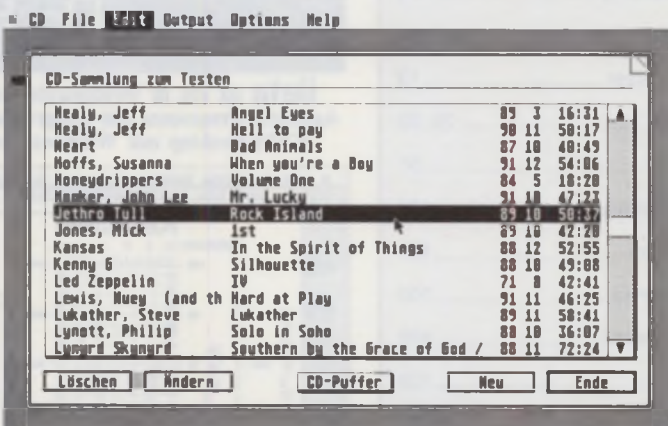 CD File Edit Output Options Help
CD-Sammlung zum Testen
Healy, Jeff Angel Eyes 89 3 16:31
Healy, Jeff Hell to pay 90 11 50:17
Heart Bad Animals 87 10 40:49
Hoffs, Susanna When you're a Boy 91 12 54:06
Honeydrippers Volume One 84 5 18:20
Hooker, John Lee Mr. Lucky 91 10 47:23
Jethro Tull Rock Island 89 10 50:37
Jones, Mick 1st 89 10 42:20
Kansas In the Spirit of Things 88 12 52:55
Kenny G Silhouette 88 10 49:08
Led Zeppelin IV 71 8 42:41
Lewis, Huey (and th Hard at Play 91 11 46:25
Lukather, Steve Lukather 89 11 58:41
Lynott, Philip Solo in Soho 80 10 36:07
Lynyrd Skynyrd Southern by the Grace of God / 88 11 72:24
Löschen Ändern CD-Puffer Neu Ende